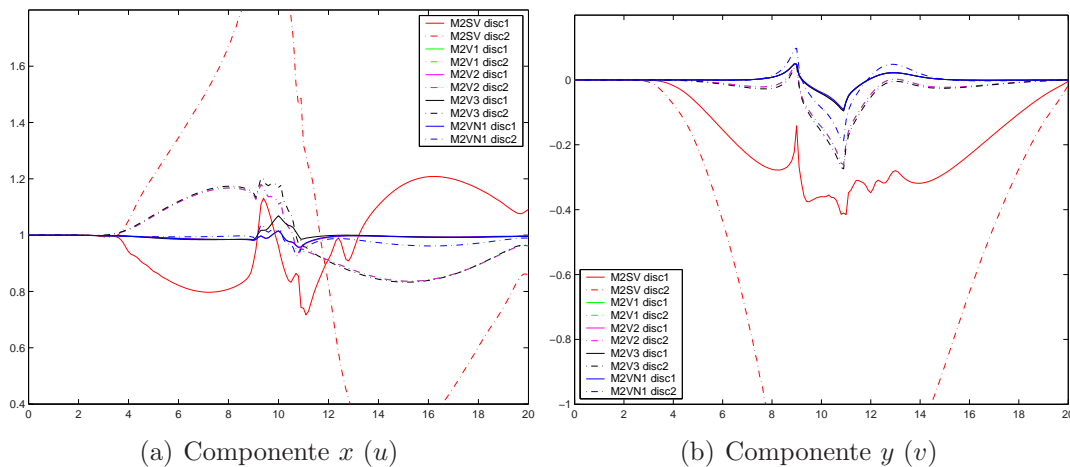 1.6
1.4
1.2
1
0.8
0.6
0.4
0 2 4 6 8 10 12 14 16 18 20
M2SV disc1
M2SV disc2
M2V1 disc1
M2V1 disc2
M2V2 disc1
M2V2 disc2
M2V3 disc1
M2V3 disc2
M2VN1 disc1
M2VN1 disc2
(a) Componente x (u)
0
−0.2
−0.4
−0.6
−0.8
−1
0 2 4 6 8 10 12 14 16 18 20
M2SV disc1
M2SV disc2
M2V1 disc1
M2V1 disc2
M2V2 disc1
M2V2 disc2
M2V3 disc1
M2V3 disc2
M2VN1 disc1
M2VN1 disc2
(b) Componente y (v)